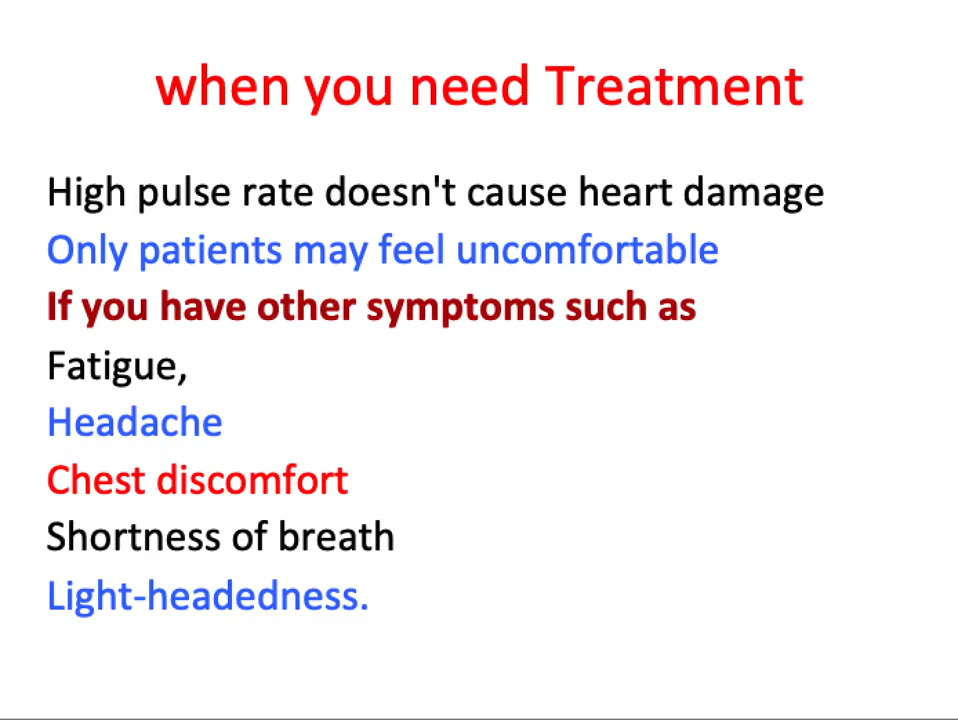 when you need Treatment
High pulse rate doesn't cause heart damage
Only patients may feel uncomfortable
If you have other symptoms such as
Fatigue,
Headache
Chest discomfort
Shortness of breath
Light-headedness.